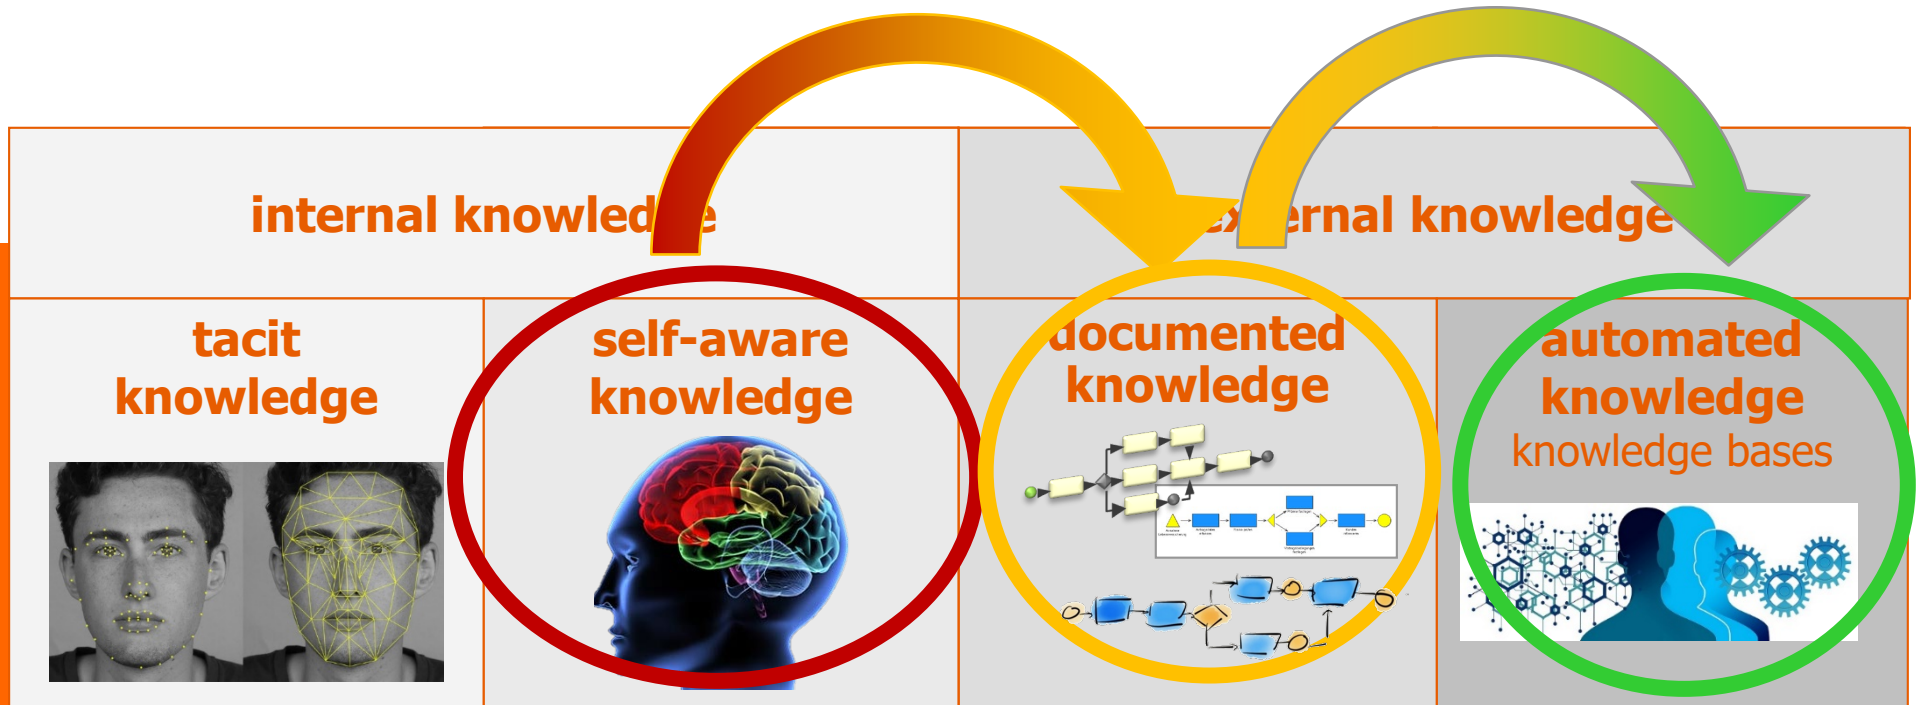 internal knowledge
external knowledge
tacit
knowledge
self-aware
knowledge
documented
knowledge
automated
knowledge
knowledge bases